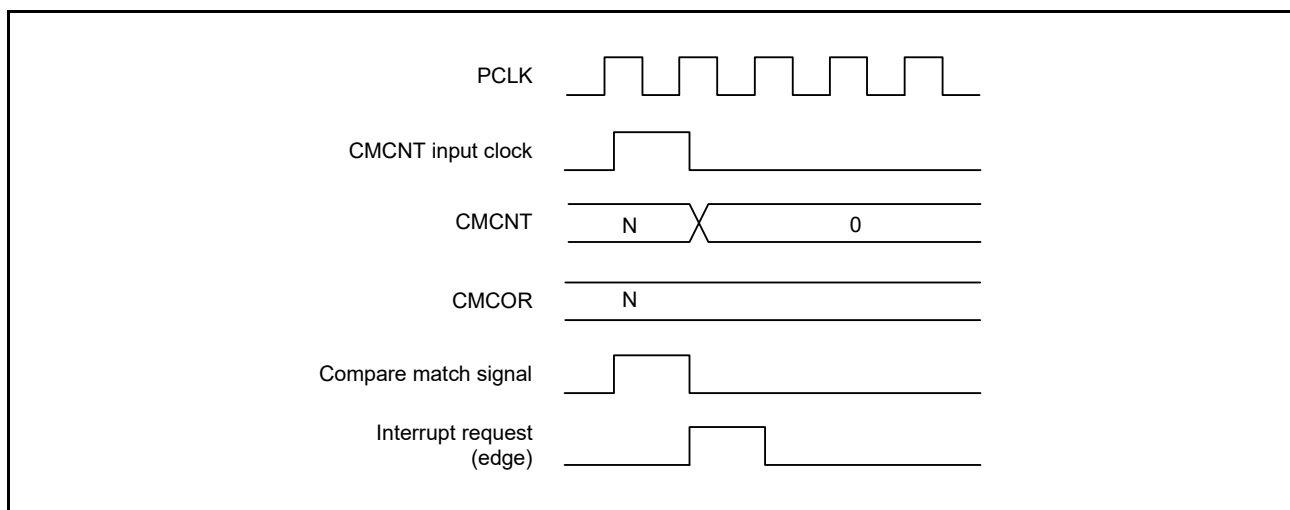 PCLK
CMCNT input clock
CMCNT
N
0
CMCOR
N
Compare match signal
Interrupt request
(edge)